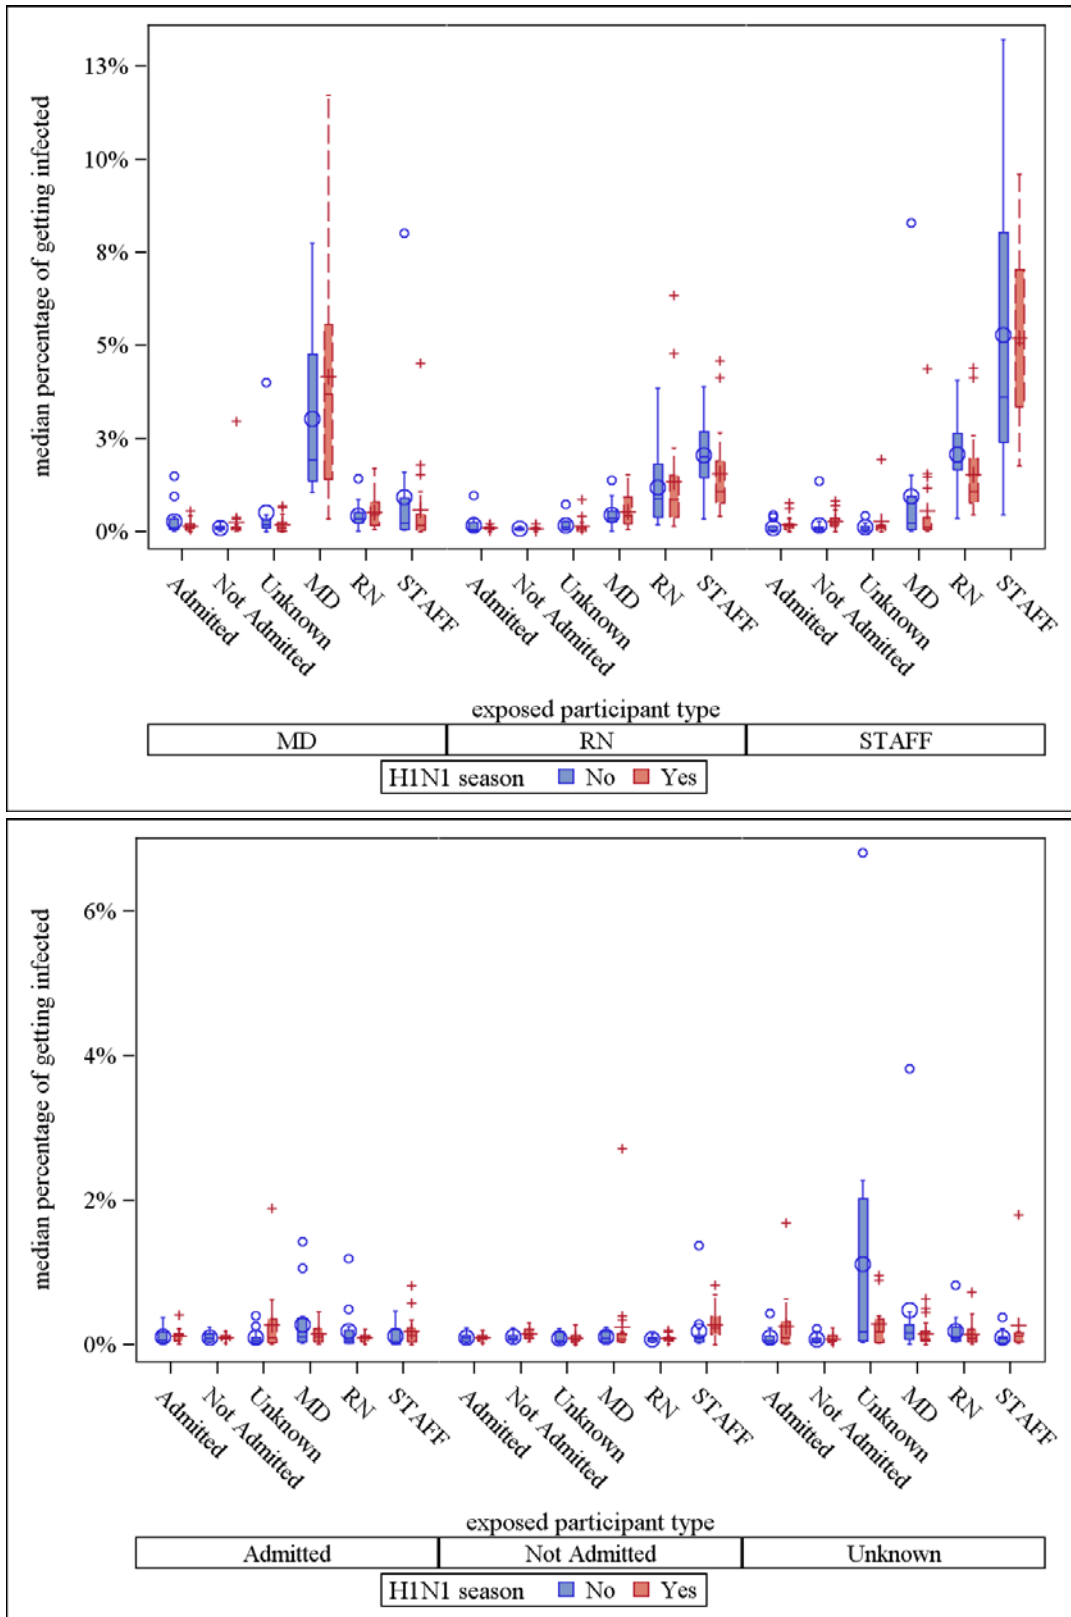 median percentage of getting infected
13%
10%
8%
5%
3%
0%
Admitted
Not Admitted
Unknown
MD
RN
STAFF
Admitted
Not Admitted
Unknown
MD
RN
STAFF
Admitted
Not Admitted
Unknown
MD
RN
STAFF
exposed participant type
MD RN STAFF
H1N1 season No Yes
median percentage of getting infected
6%
4%
2%
0%
Admitted
Not Admitted
Unknown
MD
RN
STAFF
Admitted
Not Admitted
Unknown
MD
RN
STAFF
Admitted
Not Admitted
Unknown
MD
RN
STAFF
exposed participant type
Admitted Not Admitted Unknown
H1N1 season No Yes